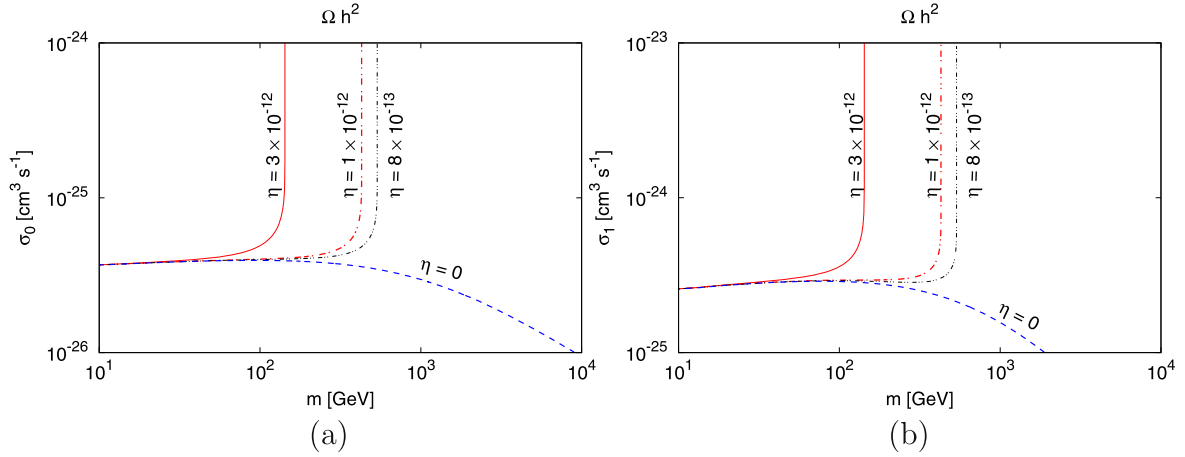 Ω h²
10⁻²⁴
10⁻²⁵
10⁻²⁶
σ₀ [cm³ s⁻¹]
η = 3 × 10⁻¹²
η = 1 × 10⁻¹²
η = 8 × 10⁻¹³
η = 0
10¹ 10² 10³ 10⁴
m [GeV]
(a)
Ω h²
10⁻²³
10⁻²⁴
10⁻²⁵
σ₁ [cm³ s⁻¹]
η = 3 × 10⁻¹²
η = 1 × 10⁻¹²
η = 8 × 10⁻¹³
η = 0
10¹ 10² 10³ 10⁴
m [GeV]
(b)